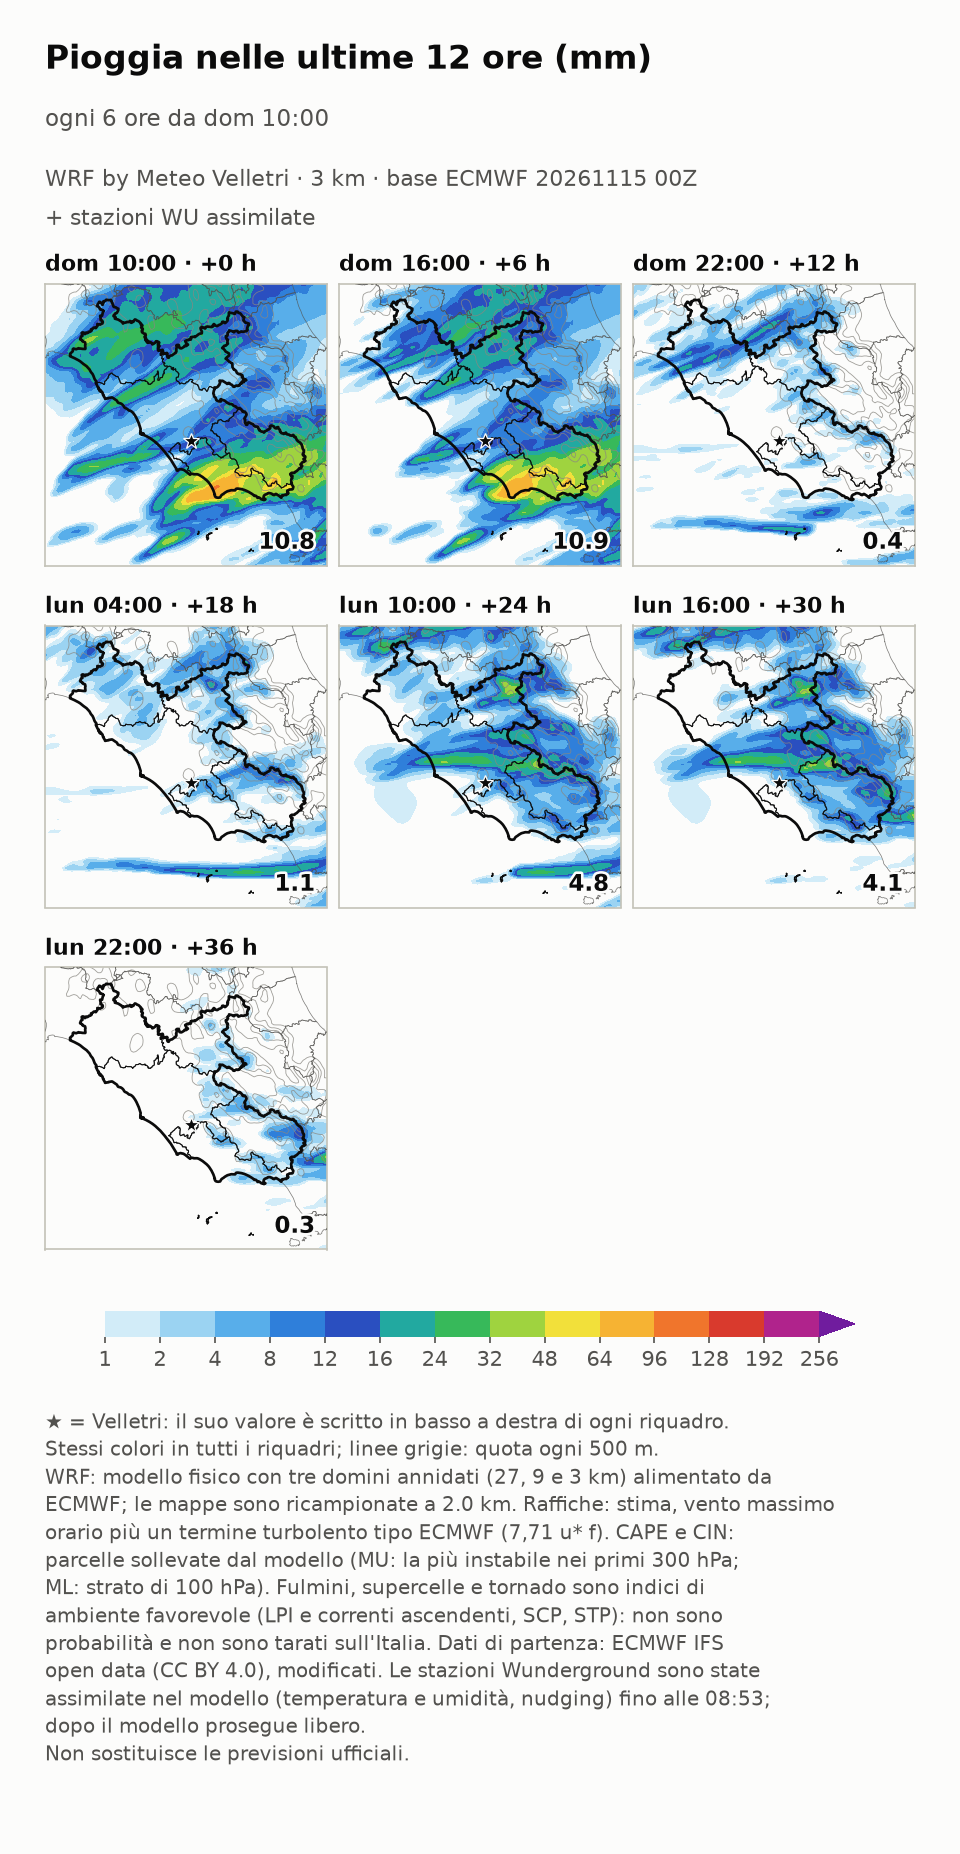 Pioggia nelle ultime 12 ore (mm)
ogni 6 ore da dom 10:00
WRF by Meteo Velletri · 3 km · base ECMWF 20261115 00Z
+ stazioni WU assimilate
dom 10:00 · +0 h
dom 16:00 · +6 h
dom 22:00 · +12 h
10.8
10.9
0.4
lun 04:00 · +18 h
lun 10:00 · +24 h
lun 16:00 · +30 h
1.1
4.8
4.1
lun 22:00 · +36 h
0.3
1 2 4 8 12 16 24 32 48 64 96 128 192 256
★ = Velletri: il suo valore è scritto in basso a destra di ogni riquadro.
Stessi colori in tutti i riquadri; linee grigie: quota ogni 500 m.
WRF: modello fisico con tre domini annidati (27, 9 e 3 km) alimentato da
ECMWF; le mappe sono ricampionate a 2.0 km. Raffiche: stima, vento massimo
orario più un termine turbolento tipo ECMWF (7,71 u* f). CAPE e CIN:
parcelle sollevate dal modello (MU: la più instabile nei primi 300 hPa;
ML: strato di 100 hPa). Fulmini, supercelle e tornado sono indici di
ambiente favorevole (LPI e correnti ascendenti, SCP, STP): non sono
probabilità e non sono tarati sull'Italia. Dati di partenza: ECMWF IFS
open data (CC BY 4.0), modificati. Le stazioni Wunderground sono state
assimilate nel modello (temperatura e umidità, nudging) fino alle 08:53;
dopo il modello prosegue libero.
Non sostituisce le previsioni ufficiali.